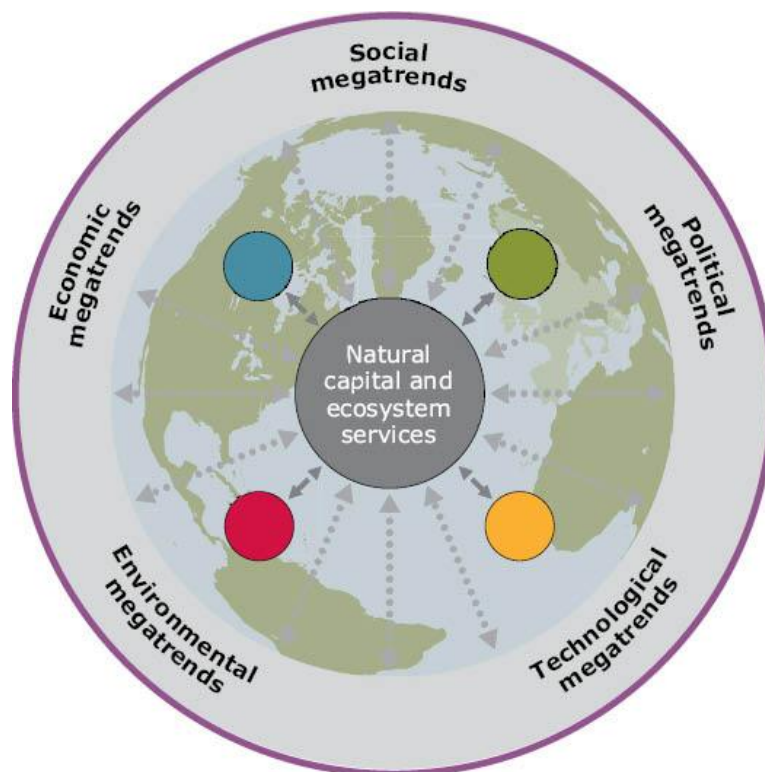 Social
megatrends
Economic
megatrends
Political
megatrends
Natural
capital and
ecosystem
services
Environmental
megatrends
Technological
megatrends